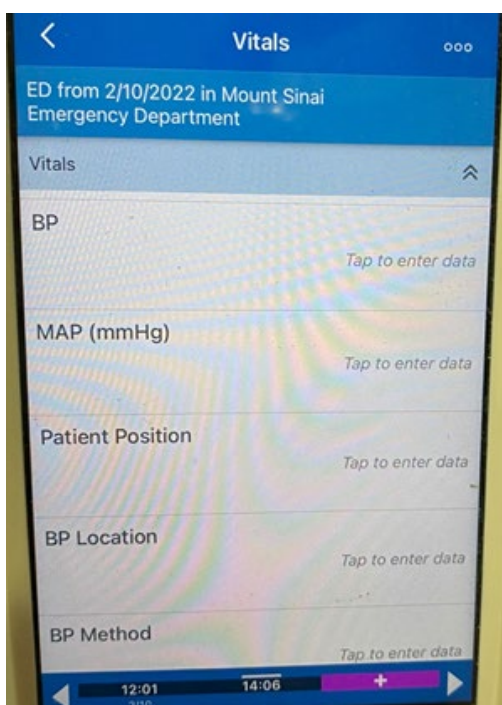 Vitals
ooo
ED from 2/10/2022 in Mount Sinai
Emergency Department
Vitals
BP
Tap to enter data
MAP (mmHg)
Tap to enter data
Patient Position
Tap to enter data
BP Location
Tap to enter data
BP Method
Tap to enter data
12:01
14:06
+
2/10